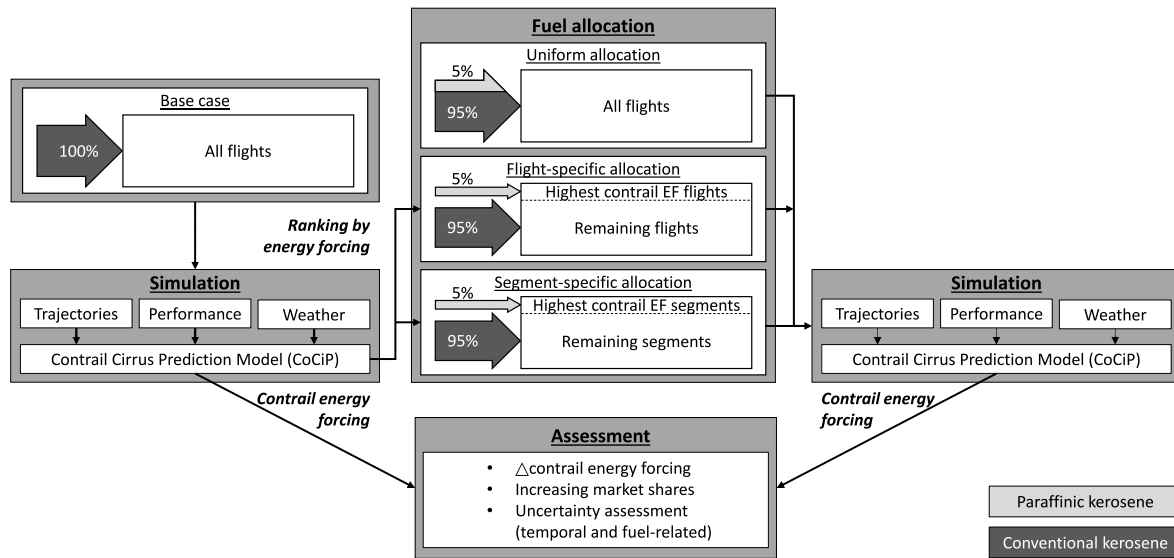 Base case
100%
All flights
Ranking by
energy forcing
Simulation
Trajectories
Performance
Weather
Contrail Cirrus Prediction Model (CoCiP)
Contrail energy
forcing
Fuel allocation
Uniform allocation
5%
95%
All flights
Flight-specific allocation
5%
Highest contrail EF flights
95%
Remaining flights
Segment-specific allocation
5%
Highest contrail EF segments
95%
Remaining segments
Simulation
Trajectories
Performance
Weather
Contrail Cirrus Prediction Model (CoCiP)
Contrail energy
forcing
Assessment
• △contrail energy forcing
• Increasing market shares
• Uncertainty assessment
(temporal and fuel-related)
Paraffinic kerosene
Conventional kerosene